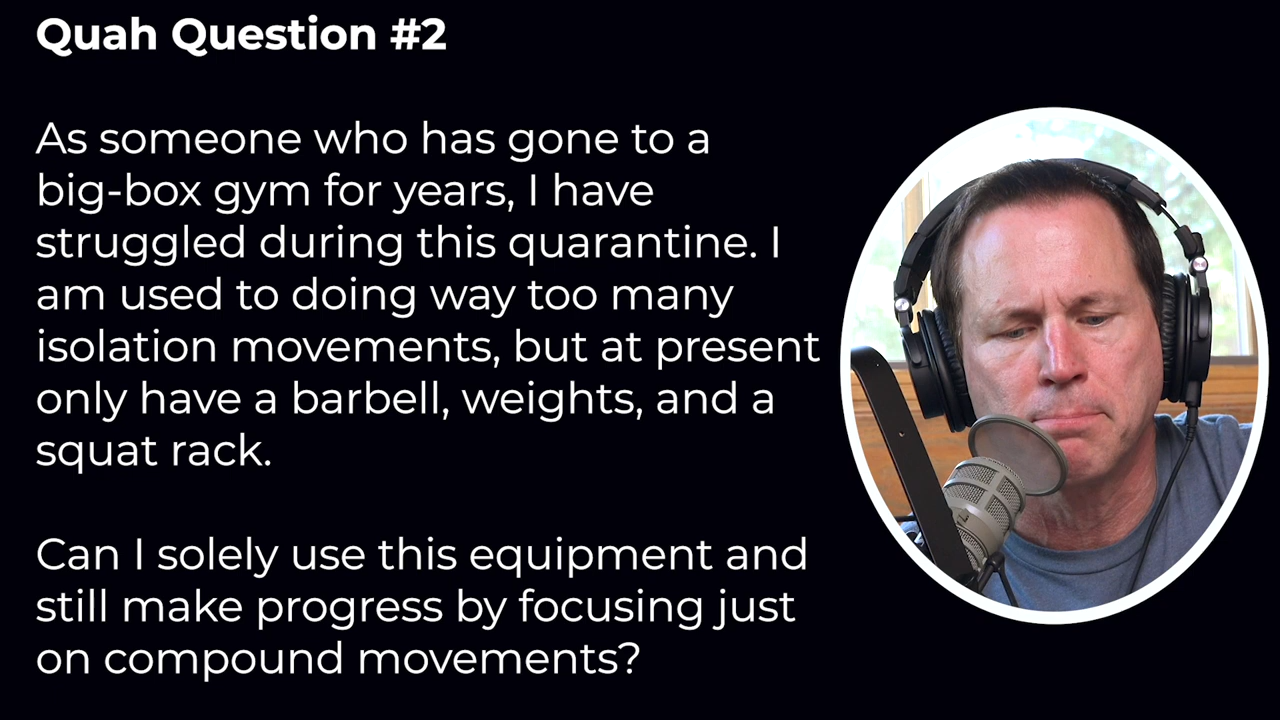 Quah Question #2
As someone who has gone to a
big-box gym for years, I have
struggled during this quarantine. I
am used to doing way too many
isolation movements, but at present
only have a barbell, weights, and a
squat rack.
Can I solely use this equipment and
still make progress by focusing just
on compound movements?